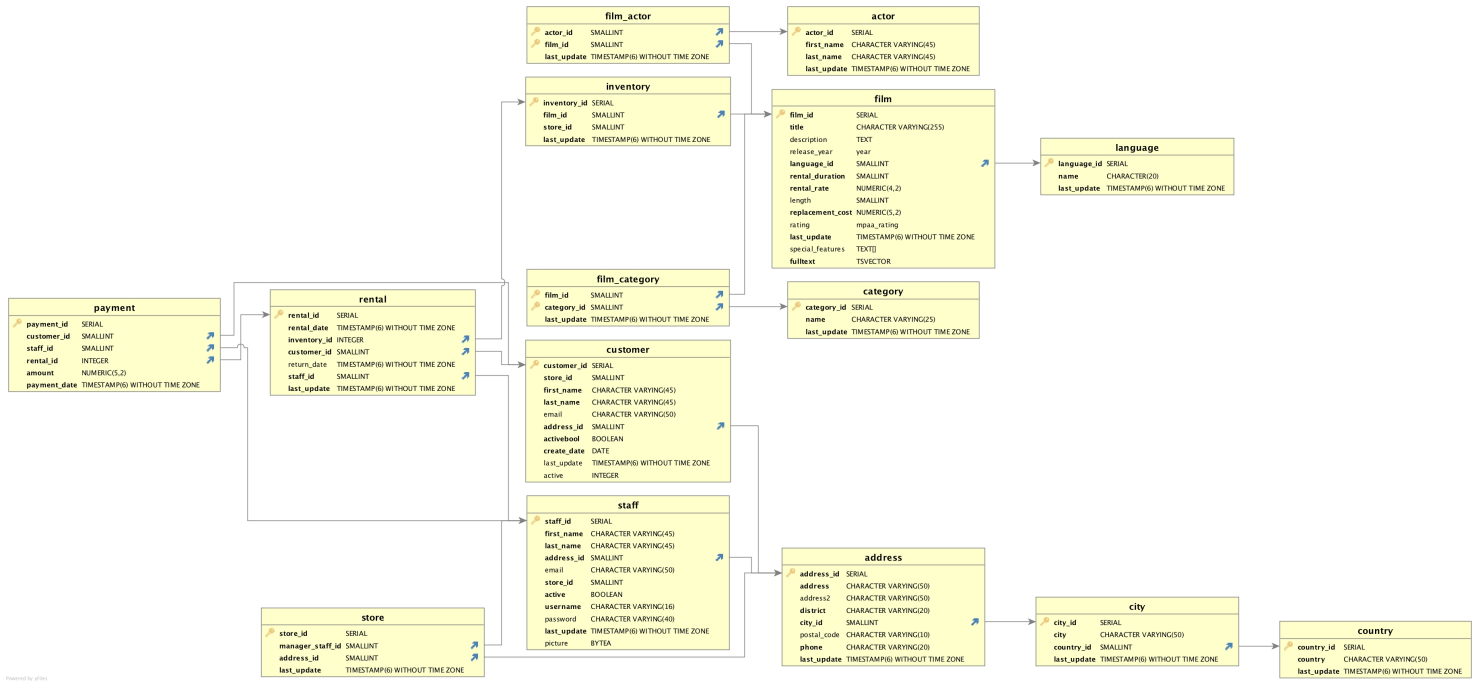 film_actor
actor_id SMALLINT
film_id SMALLINT
last_update TIMESTAMP(6) WITHOUT TIME ZONE
actor
actor_id SERIAL
first_name CHARACTER VARYING(45)
last_name CHARACTER VARYING(45)
last_update TIMESTAMP(6) WITHOUT TIME ZONE
inventory
inventory_id SERIAL
film_id SMALLINT
store_id SMALLINT
last_update TIMESTAMP(6) WITHOUT TIME ZONE
film
film_id SERIAL
title CHARACTER VARYING(255)
description TEXT
release_year year
language_id SMALLINT
rental_duration SMALLINT
rental_rate NUMERIC(4,2)
length SMALLINT
replacement_cost NUMERIC(5,2)
rating mpaa_rating
last_update TIMESTAMP(6) WITHOUT TIME ZONE
special_features TEXT[]
fulltext TSVECTOR
language
language_id SERIAL
name CHARACTER(20)
last_update TIMESTAMP(6) WITHOUT TIME ZONE
film_category
film_id SMALLINT
category_id SMALLINT
last_update TIMESTAMP(6) WITHOUT TIME ZONE
category
category_id SERIAL
name CHARACTER VARYING(25)
last_update TIMESTAMP(6) WITHOUT TIME ZONE
payment
payment_id SERIAL
customer_id SMALLINT
staff_id SMALLINT
rental_id INTEGER
amount NUMERIC(5,2)
payment_date TIMESTAMP(6) WITHOUT TIME ZONE
rental
rental_id SERIAL
rental_date TIMESTAMP(6) WITHOUT TIME ZONE
inventory_id INTEGER
customer_id SMALLINT
return_date TIMESTAMP(6) WITHOUT TIME ZONE
staff_id SMALLINT
last_update TIMESTAMP(6) WITHOUT TIME ZONE
customer
customer_id SERIAL
store_id SMALLINT
first_name CHARACTER VARYING(45)
last_name CHARACTER VARYING(45)
email CHARACTER VARYING(50)
address_id SMALLINT
activebool BOOLEAN
create_date DATE
last_update TIMESTAMP(6) WITHOUT TIME ZONE
active INTEGER
staff
staff_id SERIAL
first_name CHARACTER VARYING(45)
last_name CHARACTER VARYING(45)
address_id SMALLINT
email CHARACTER VARYING(50)
store_id SMALLINT
active BOOLEAN
username CHARACTER VARYING(16)
password CHARACTER VARYING(40)
last_update TIMESTAMP(6) WITHOUT TIME ZONE
picture BYTEA
store
store_id SERIAL
manager_staff_id SMALLINT
address_id SMALLINT
last_update TIMESTAMP(6) WITHOUT TIME ZONE
address
address_id SERIAL
address CHARACTER VARYING(50)
address2 CHARACTER VARYING(50)
district CHARACTER VARYING(20)
city_id SMALLINT
postal_code CHARACTER VARYING(10)
phone CHARACTER VARYING(20)
last_update TIMESTAMP(6) WITHOUT TIME ZONE
city
city_id SERIAL
city CHARACTER VARYING(50)
country_id SMALLINT
last_update TIMESTAMP(6) WITHOUT TIME ZONE
country
country_id SERIAL
country CHARACTER VARYING(50)
last_update TIMESTAMP(6) WITHOUT TIME ZONE
Powered by yFiles